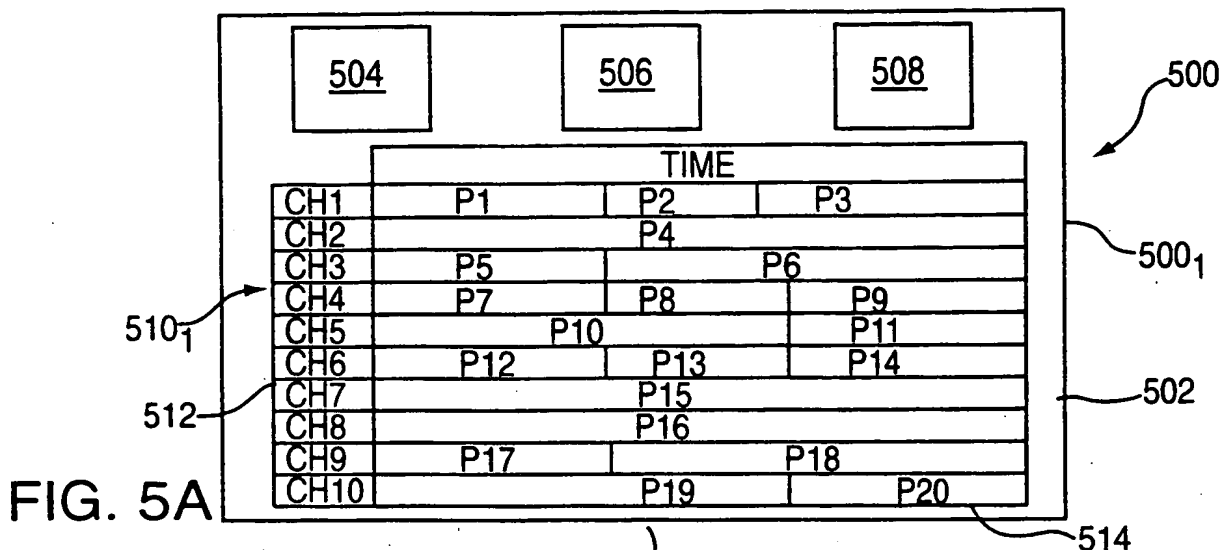 504 506 508
500
TIME
CH1 P1 P2 P3
CH2 P4
500₁
CH3 P5 P6
CH4 P7 P8 P9
510₁
CH5 P10 P11
CH6 P12 P13 P14
CH7 P15
502
512
CH8 P16
CH9 P17 P18
CH10 P19 P20
FIG. 5A
514